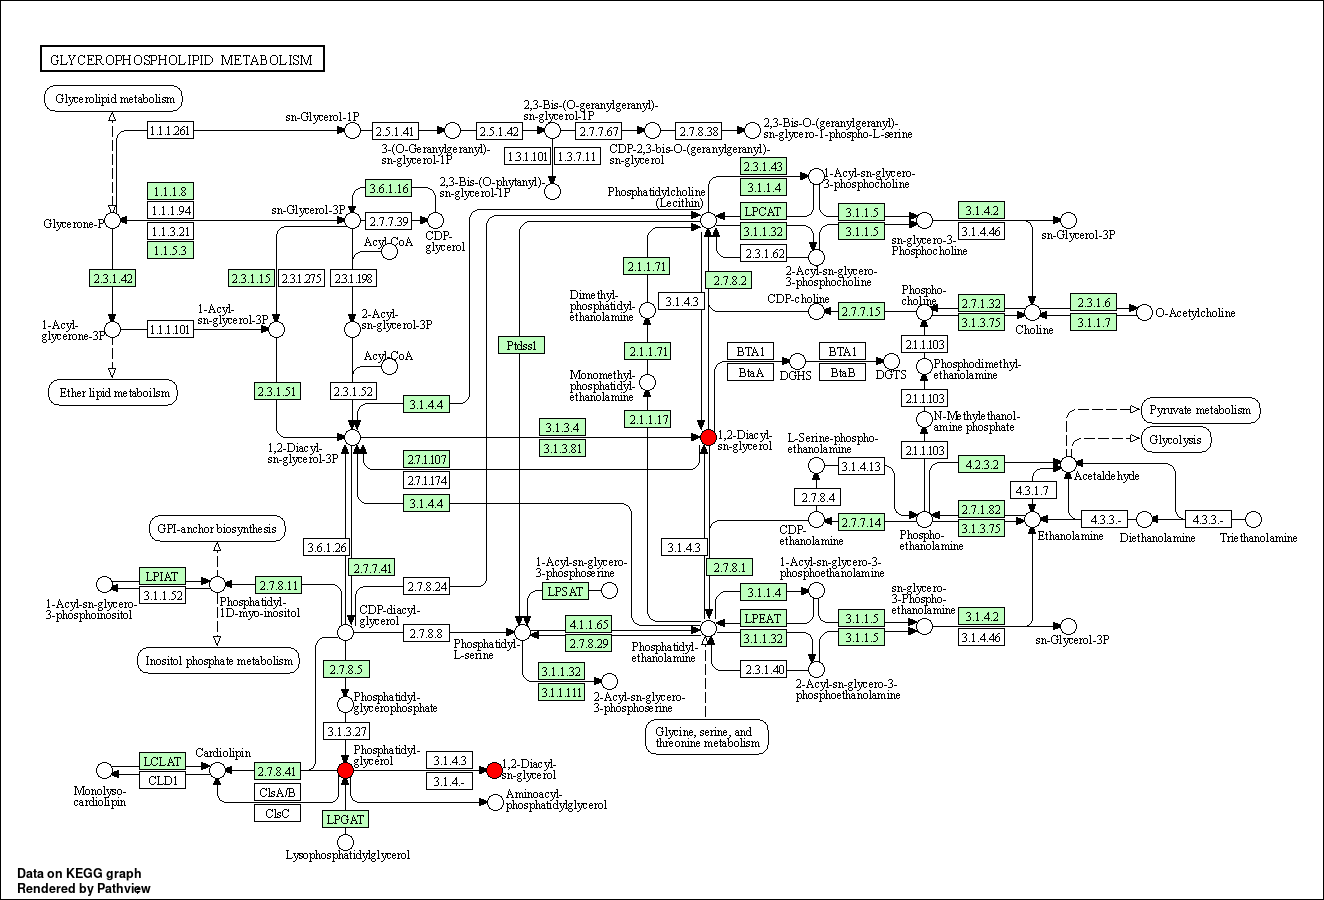 GLYCEROPHOSPHOLIPID METABOLISM
Glycerolipid metabolism
1.1.1.261
sn-Glycerol-1P
2.5.1.41
3-(O-Geranylgeranyl)-
sn-glycerol-1P
2.5.1.42
2,3-Bis-(O-geranylgeranyl)-
sn-glycerol-1P
2.7.7.67
CDP-2,3-bis-O-(geranylgeranyl)-
sn-glycerol
2.7.8.38
2,3-Bis-O-(geranylgeranyl)-
sn-glycero-1-phospho-L-serine
1.3.1.101
1.3.7.11
2,3-Bis-(O-phytanyl)-
sn-glycerol-1P
Glycerone-P
1.1.1.8
1.1.1.94
1.1.3.21
1.1.5.3
sn-Glycerol-3P
3.6.1.16
2.7.7.39
CDP-
glycerol
Acyl-CoA
2.3.1.42
2.3.1.15
2.3.1.275
2.3.1.198
1-Acyl-
glycerone-3P
1.1.1.101
1-Acyl-
sn-glycerol-3P
2-Acyl-
sn-glycerol-3P
Acyl-CoA
Ether lipid metaboilsm
2.3.1.51
2.3.1.52
3.1.4.4
1,2-Diacyl-
sn-glycerol-3P
2.7.1.107
2.7.1.174
3.1.4.4
Ptdss1
3.1.3.4
3.1.3.81
1,2-Diacyl-
sn-glycerol
Phosphatidylcholine
(Lecithin)
2.1.1.71
Dimethyl-
phosphatidyl-
ethanolamine
3.1.4.3
2.1.1.71
Monomethyl-
phosphatidyl-
ethanolamine
2.1.1.17
2.3.1.43
3.1.1.4
LPCAT
3.1.1.32
2.3.1.62
1-Acyl-sn-glycero-
3-phosphocholine
2-Acyl-sn-glycero-
3-phosphocholine
3.1.1.5
3.1.1.5
sn-glycero-3-
Phosphocholine
3.1.4.2
3.1.4.46
sn-Glycerol-3P
2.7.8.2
CDP-choline
2.7.7.15
Phospho-
choline
2.7.1.32
3.1.3.75
Choline
2.3.1.6
3.1.1.7
O-Acetylcholine
BTA1
BtaA
DGHS
BTA1
BtaB
DGTS
2.1.1.103
Phosphodimethyl-
ethanolamine
2.1.1.103
N-Methylethanol-
amine phosphate
2.1.1.103
L-Serine-phospho-
ethanolamine
3.1.4.13
2.7.8.4
CDP-
ethanolamine
2.7.7.14
Phospho-
ethanolamine
4.2.3.2
Acetaldehyde
Pyruvate metabolism
Glycolysis
4.3.1.7
2.7.1.82
3.1.3.75
Ethanolamine
4.3.3.-
Diethanolamine
4.3.3.-
Triethanolamine
GPI-anchor biosynthesis
LPIAT
3.1.1.52
1-Acyl-sn-glycero-
3-phosphoinositol
2.7.8.11
Phosphatidyl-
1D-myo-inositol
Inositol phosphate metabolism
3.6.1.26
2.7.7.41
CDP-diacyl-
glycerol
2.7.8.24
2.7.8.8
Phosphatidyl-
L-serine
1-Acyl-sn-glycero-
3-phosphoserine
LPSAT
4.1.1.65
2.7.8.29
3.1.1.32
3.1.1.111
2-Acyl-sn-glycero-
3-phosphoserine
3.1.4.3
2.7.8.1
Phosphatidyl-
ethanolamine
1-Acyl-sn-glycero-3-
phosphoethanolamine
3.1.1.4
LPEAT
3.1.1.32
2.3.1.40
2-Acyl-sn-glycero-3-
phosphoethanolamine
3.1.1.5
3.1.1.5
sn-glycero-
3-Phospho-
ethanolamine
3.1.4.2
3.1.4.46
sn-Glycerol-3P
Glycine, serine, and
threonine metabolism
2.7.8.5
Phosphatidyl-
glycerophosphate
3.1.3.27
Phosphatidyl-
glycerol
3.1.4.3
3.1.4.-
1,2-Diacyl-
sn-glycerol
Aminoacyl-
phosphatidylglycerol
Cardiolipin
LCLAT
CLD1
Monolyso-
cardiolipin
2.7.8.41
ClsA/B
ClsC
LPGAT
Lysophosphatidylglycerol
Data on KEGG graph
Rendered by Pathview